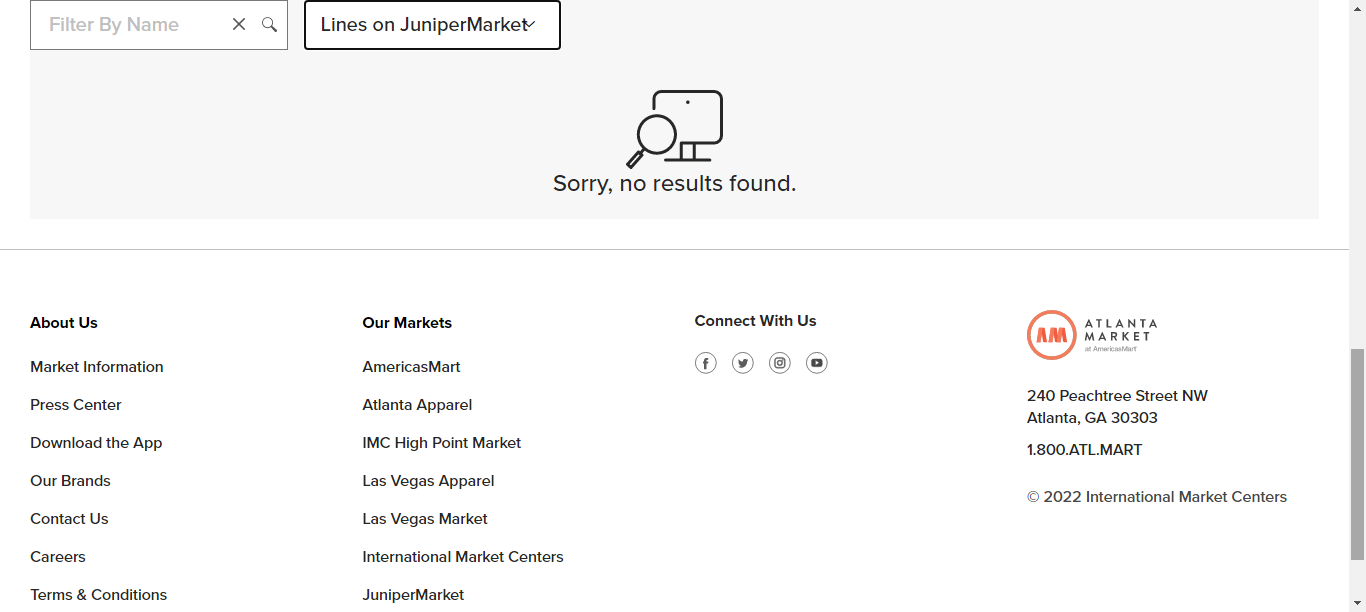 Filter By Name
Lines on JuniperMarket
Sorry, no results found.
About Us
Market Information
Press Center
Download the App
Our Brands
Contact Us
Careers
Terms & Conditions
Our Markets
AmericasMart
Atlanta Apparel
IMC High Point Market
Las Vegas Apparel
Las Vegas Market
International Market Centers
JuniperMarket
Connect With Us
AM
ATLANTA
MARKET
at AmericasMart
240 Peachtree Street NW
Atlanta, GA 30303
1.800.ATL.MART
© 2022 International Market Centers